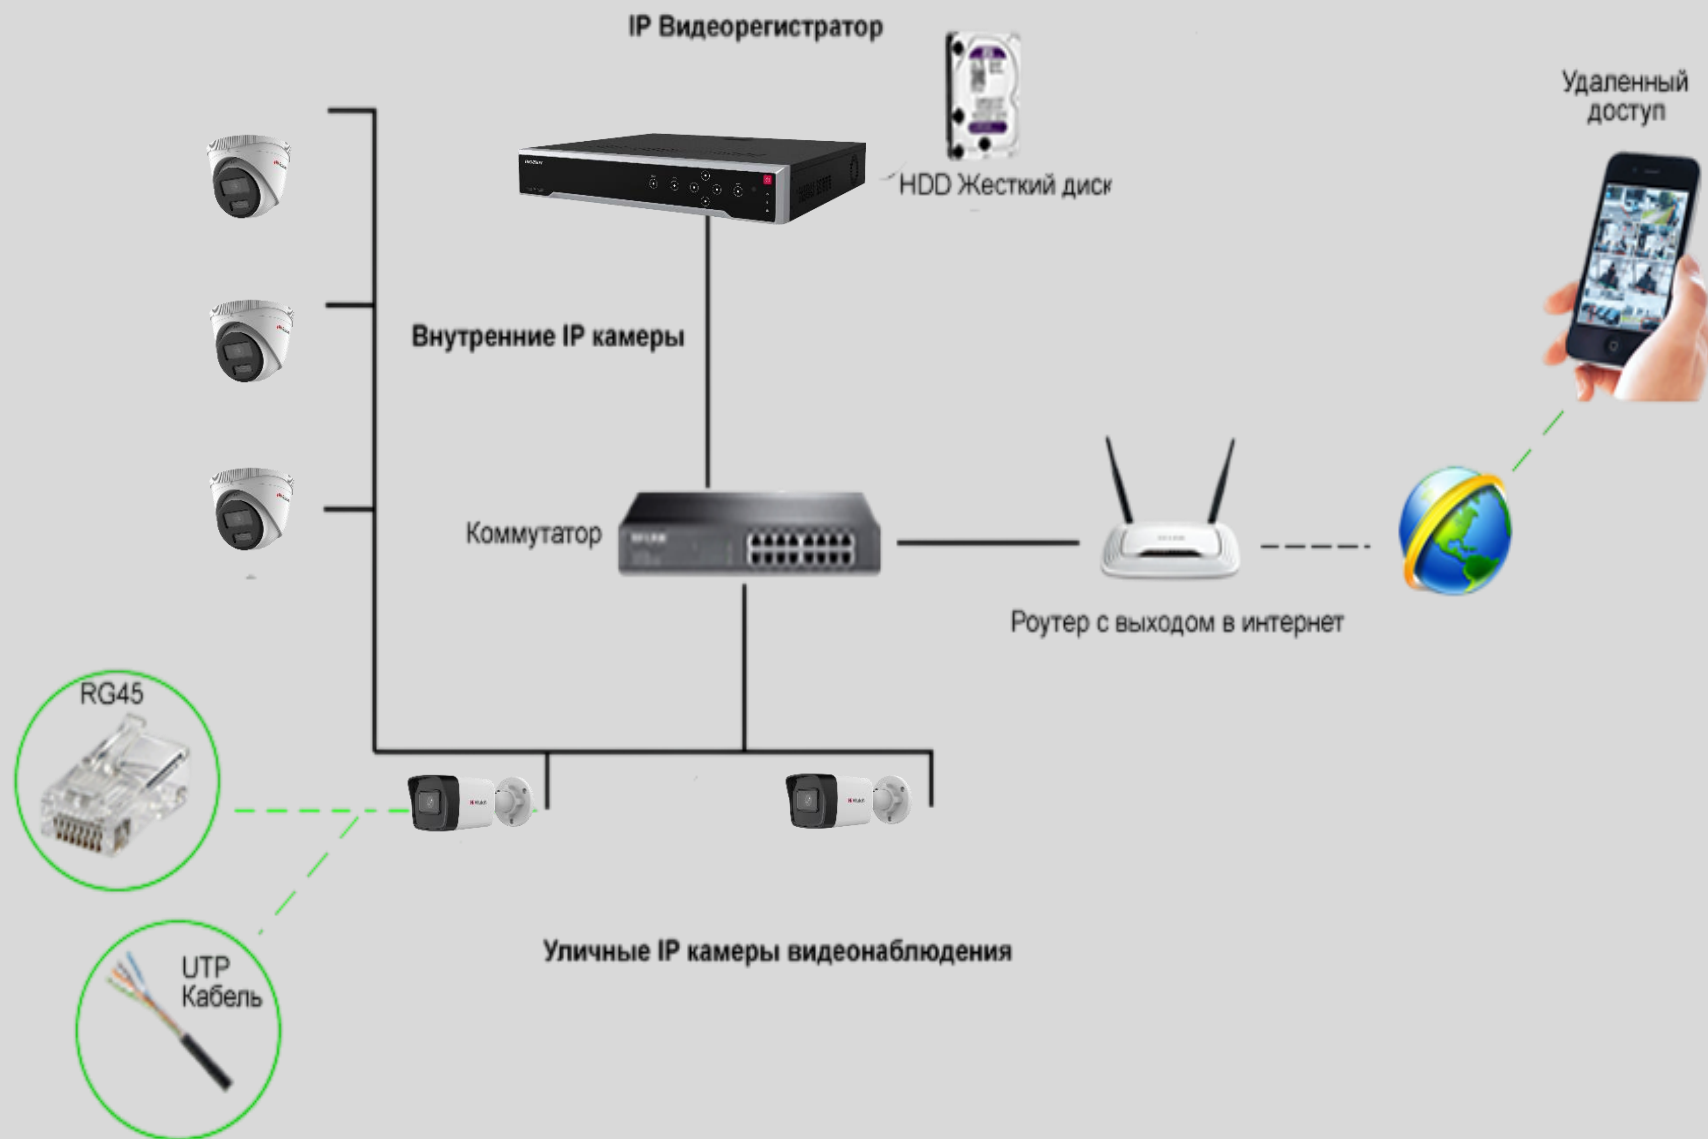 IP Видеорегистратор
HDD Жесткий диск
Удаленный
доступ
Внутренние IP камеры
Коммутатор
Роутер с выходом в интернет
RG45
UTP
Кабель
Уличные IP камеры видеонаблюдения